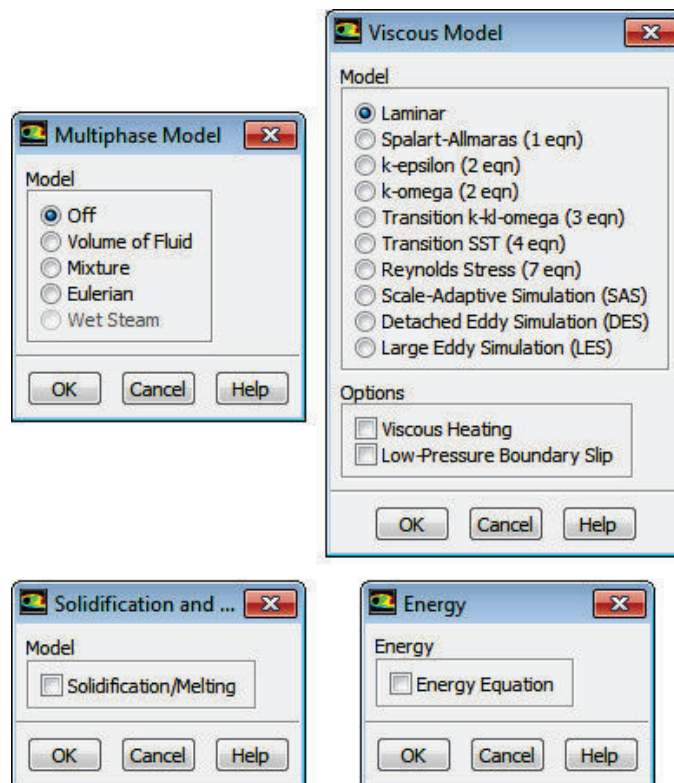 Multiphase Model
Model
Off
Volume of Fluid
Mixture
Eulerian
Wet Steam
OK Cancel Help
Viscous Model
Model
Laminar
Spalart-Allmaras (1 eqn)
k-epsilon (2 eqn)
k-omega (2 eqn)
Transition k-kl-omega (3 eqn)
Transition SST (4 eqn)
Reynolds Stress (7 eqn)
Scale-Adaptive Simulation (SAS)
Detached Eddy Simulation (DES)
Large Eddy Simulation (LES)
Options
Viscous Heating
Low-Pressure Boundary Slip
OK Cancel Help
Solidification and ...
Model
Solidification/Melting
OK Cancel Help
Energy
Energy
Energy Equation
OK Cancel Help